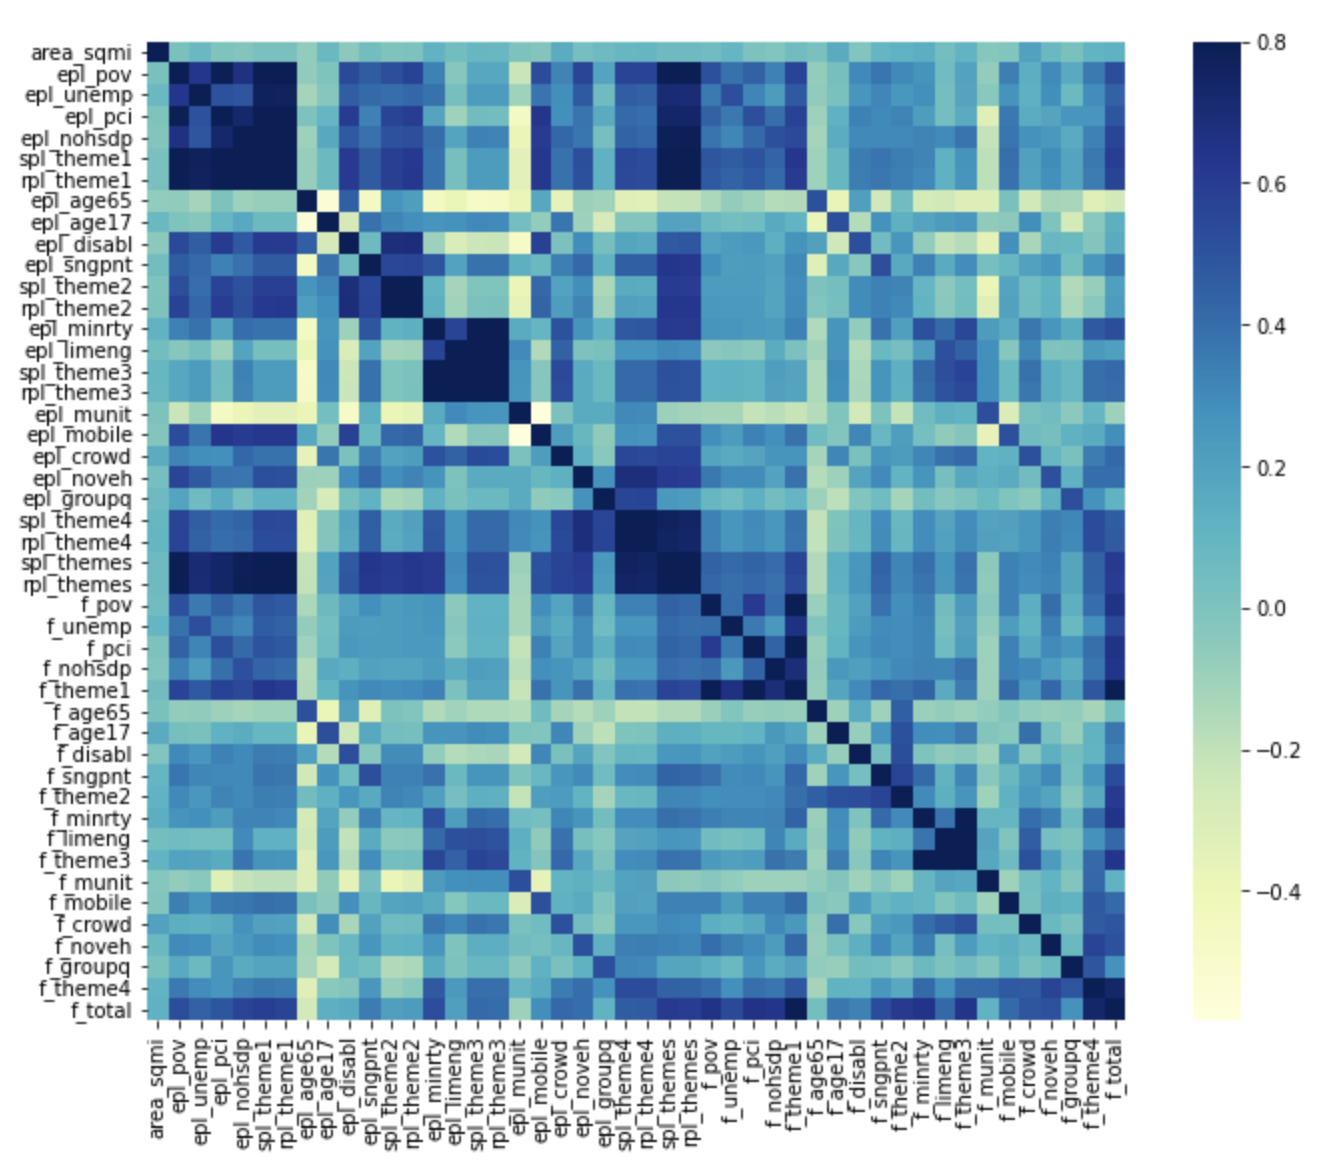 area_sqmi
epl_pov
epl_unemp
epl_pci
epl_nohsdp
spl_theme1
rpl_theme1
epl_age65
epl_age17
epl_disabl
epl_sngpnt
spl_theme2
rpl_theme2
epl_minrty
epl_limeng
spl_theme3
rpl_theme3
epl_munit
epl_mobile
epl_crowd
epl_noveh
epl_groupq
spl_theme4
rpl_theme4
spl_themes
rpl_themes
f_pov
f_unemp
f_pci
f_nohsdp
f_theme1
f_age65
f_age17
f_disabl
f_sngpnt
f_theme2
f_minrty
f_limeng
f_theme3
f_munit
f_mobile
f_crowd
f_noveh
f_groupq
f_theme4
f_total
area_sqmi
epl_pov
epl_unemp
epl_pci
epl_nohsdp
spl_theme1
rpl_theme1
epl_age65
epl_age17
epl_disabl
epl_sngpnt
spl_theme2
rpl_theme2
epl_minrty
epl_limeng
spl_theme3
rpl_theme3
epl_munit
epl_mobile
epl_crowd
epl_noveh
epl_groupq
spl_theme4
rpl_theme4
spl_themes
rpl_themes
f_pov
f_unemp
f_pci
f_nohsdp
f_theme1
f_age65
f_age17
f_disabl
f_sngpnt
f_theme2
f_minrty
f_limeng
f_theme3
f_munit
f_mobile
f_crowd
f_noveh
f_groupq
f_theme4
f_total
0.8
0.6
0.4
0.2
0.0
−0.2
−0.4